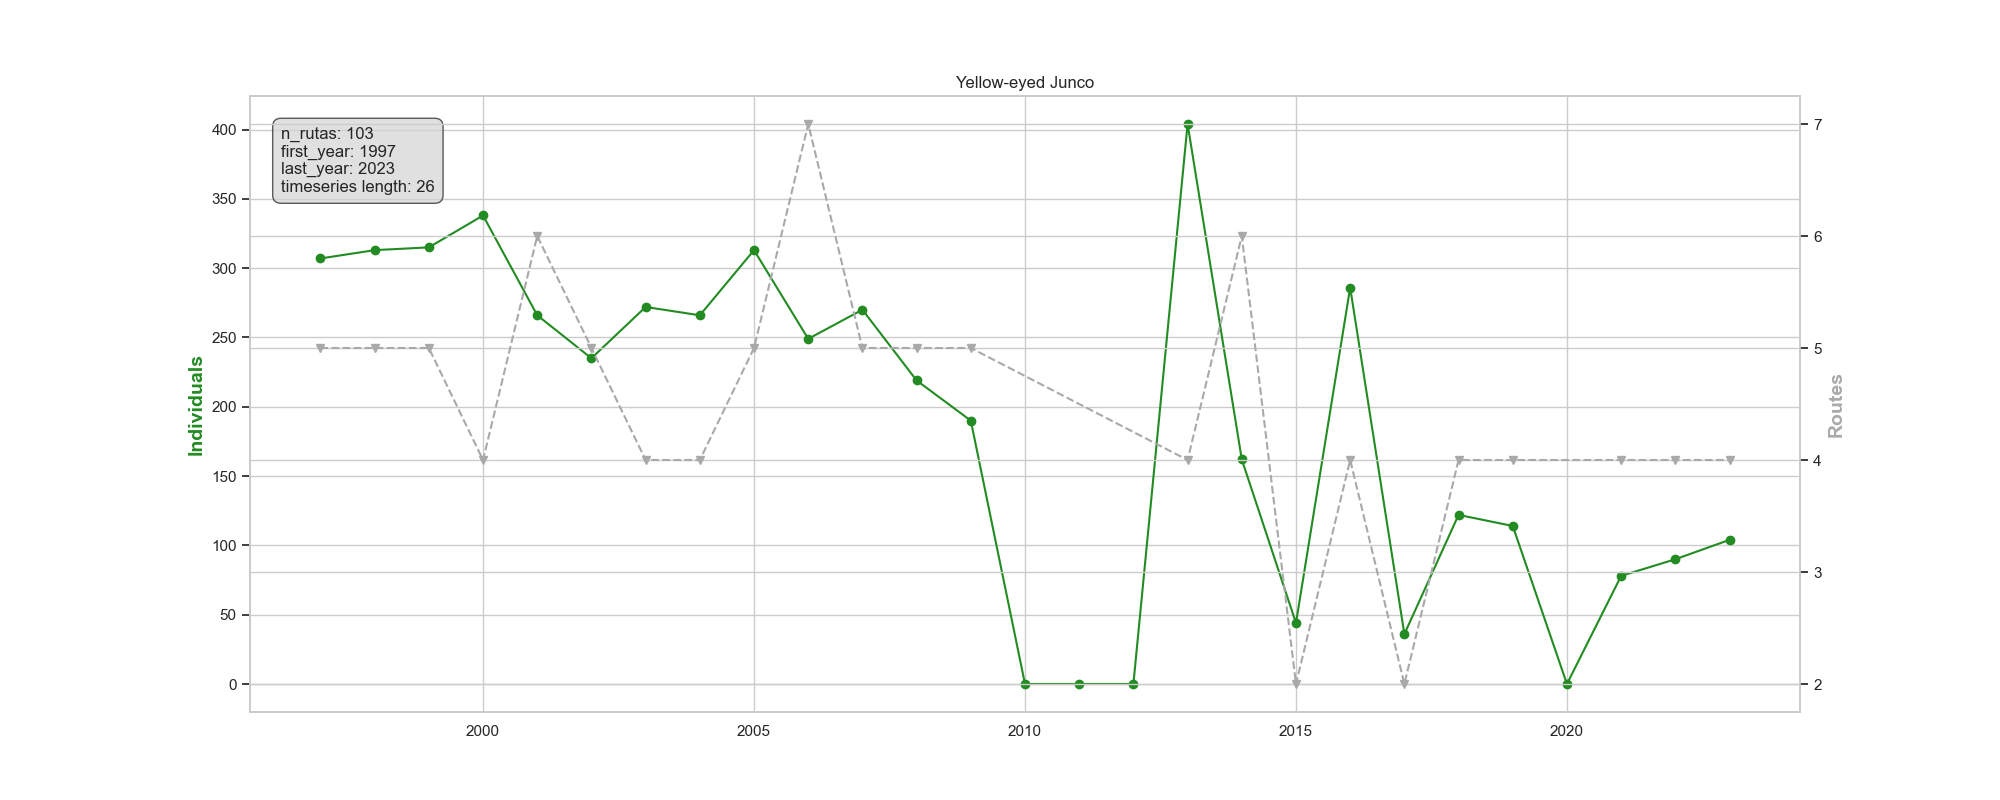 Yellow-eyed Junco
n_rutas: 103
first_year: 1997
last_year: 2023
timeseries length: 26
400
350
300
250
200
150
100
50
0
Individuals
7
6
5
4
3
2
Routes
2000
2005
2010
2015
2020